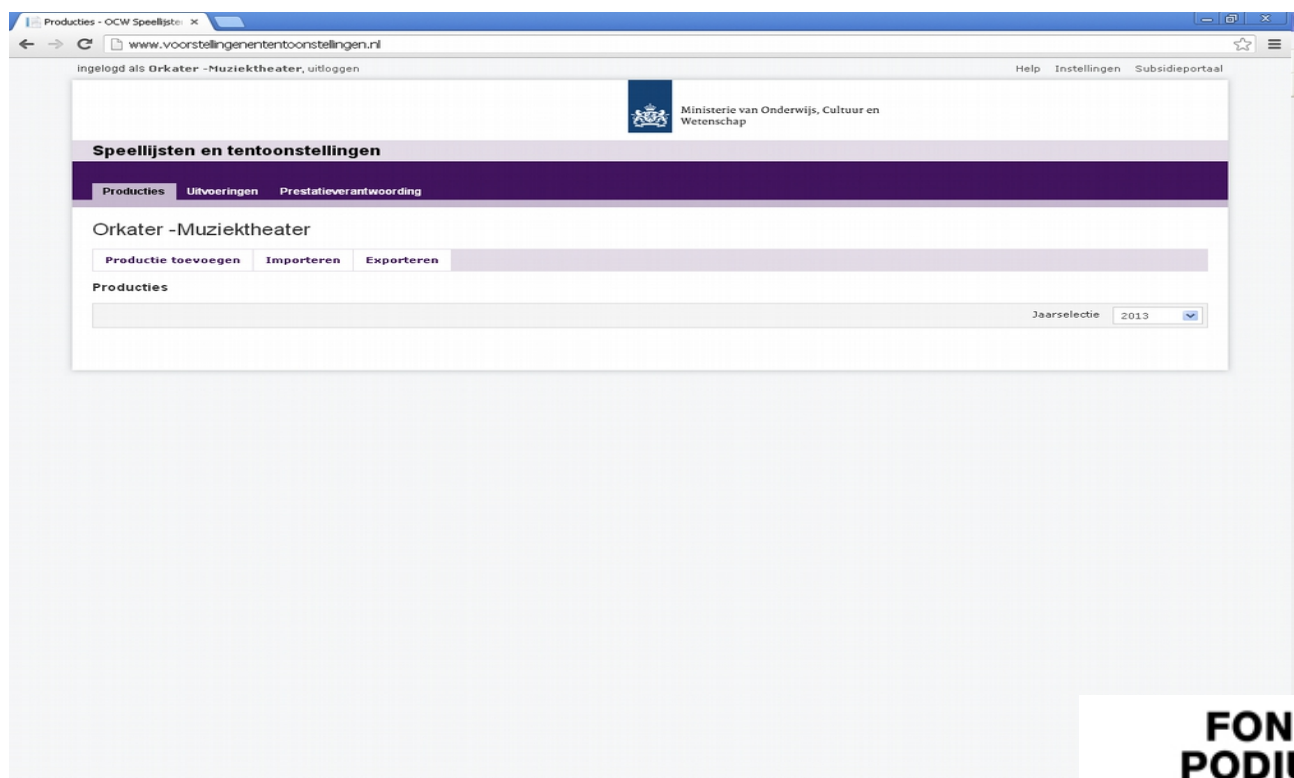 Producties - OCW Speellijste
www.voorstellingenententoonstellingen.nl
ingelogd als Orkater -Muziektheater, uitloggen
Help Instellingen Subsidieportaal
Ministerie van Onderwijs, Cultuur en
Wetenschap
Speellijsten en tentoonstellingen
Producties Uitvoeringen Prestatieverantwoording
Orkater -Muziektheater
Productie toevoegen Importeren Exporteren
Producties
Jaarselectie 2013
FON
PODIU